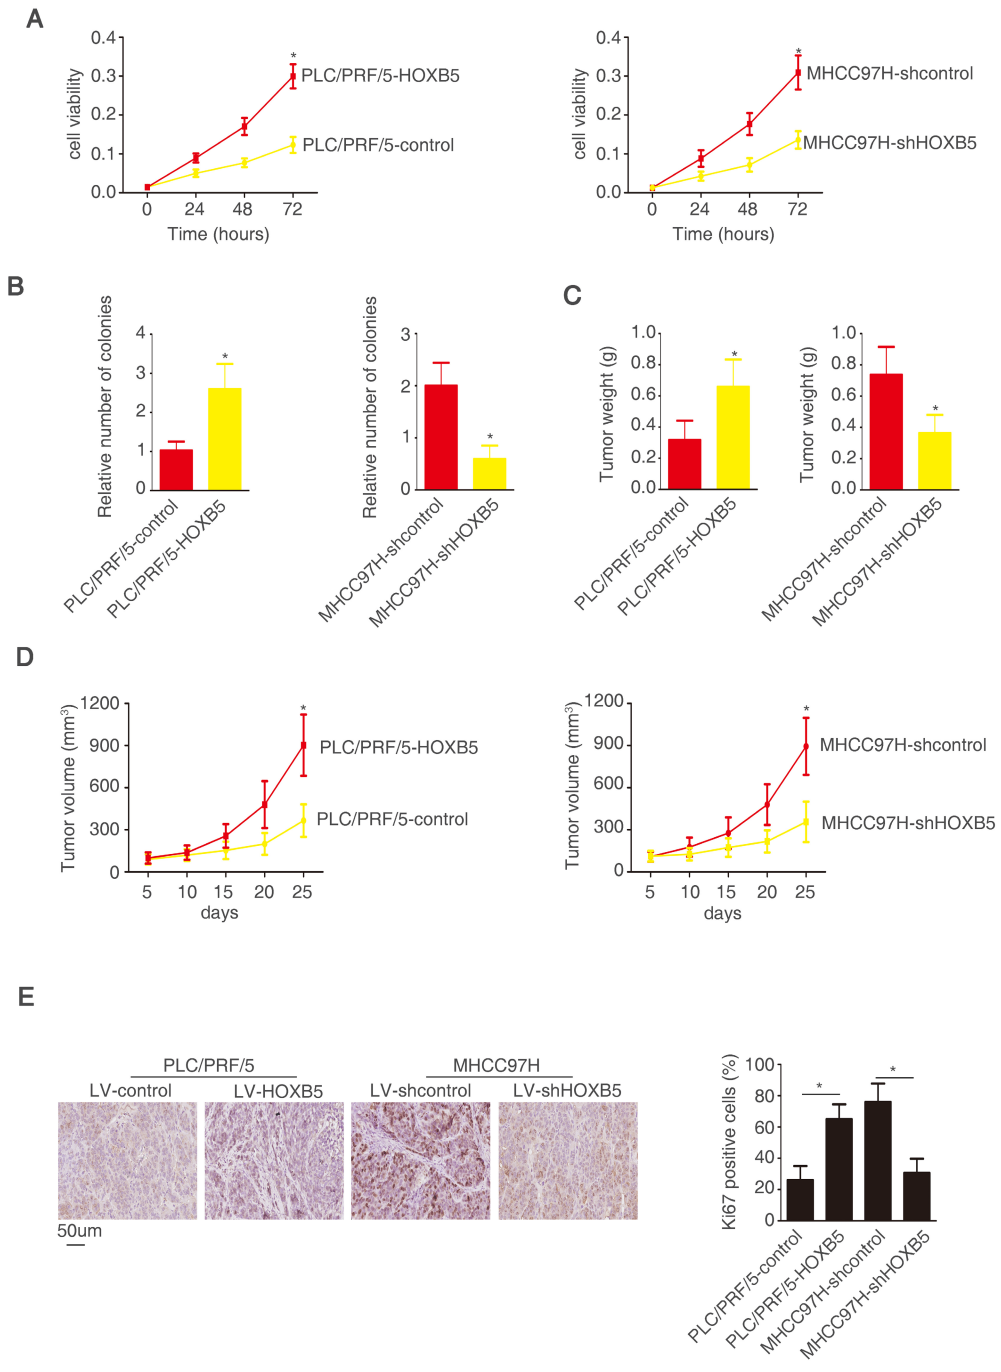 A
cell viability
0.4
0.3
0.2
0.1
0.0
*
PLC/PRF/5-HOXB5
PLC/PRF/5-control
0 24 48 72
Time (hours)
cell viability
0.4
0.3
0.2
0.1
0.0
*
MHCC97H-shcontrol
MHCC97H-shHOXB5
0 24 48 72
Time (hours)
B
Relative number of colonies
4
3
2
1
0
*
PLC/PRF/5-control
PLC/PRF/5-HOXB5
Relative number of colonies
3
2
1
0
*
MHCC97H-shcontrol
MHCC97H-shHOXB5
C
Tumor weight (g)
1.0
0.8
0.6
0.4
0.2
0.0
*
PLC/PRF/5-control
PLC/PRF/5-HOXB5
Tumor weight (g)
1.0
0.8
0.6
0.4
0.2
0.0
*
MHCC97H-shcontrol
MHCC97H-shHOXB5
D
Tumor volume (mm³)
1200
900
600
300
0
*
PLC/PRF/5-HOXB5
PLC/PRF/5-control
5 10 15 20 25
days
Tumor volume (mm³)
1200
900
600
300
0
*
MHCC97H-shcontrol
MHCC97H-shHOXB5
5 10 15 20 25
days
E
PLC/PRF/5 MHCC97H
LV-control LV-HOXB5 LV-shcontrol LV-shHOXB5
50um
Ki67 positive cells (%)
100
80
60
40
20
0
* *
PLC/PRF/5-control
PLC/PRF/5-HOXB5
MHCC97H-shcontrol
MHCC97H-shHOXB5